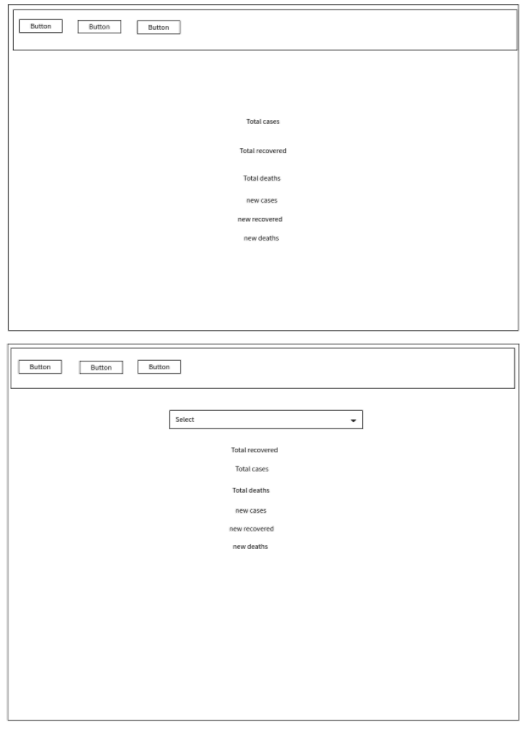 Button Button Button
Total cases
Total recovered
Total deaths
new cases
new recovered
new deaths
Button Button Button
Select
Total recovered
Total cases
Total deaths
new cases
new recovered
new deaths